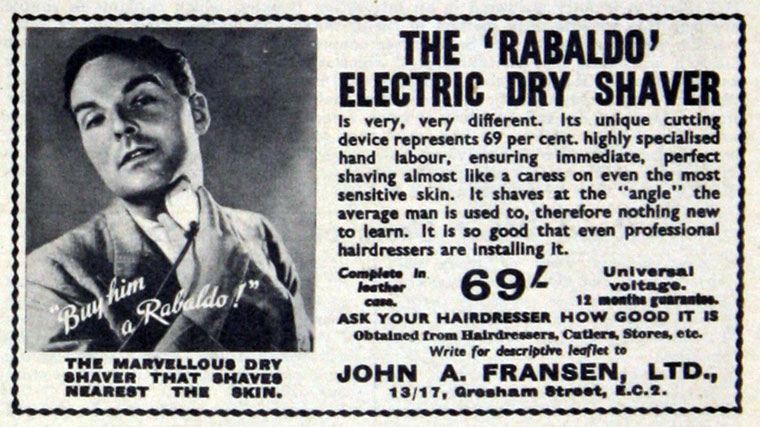 "Buy him
a Rabaldo!"
THE MARVELLOUS DRY
SHAVER THAT SHAVES
NEAREST THE SKIN.
THE 'RABALDO'
ELECTRIC DRY SHAVER
Is very, very different. Its unique cutting
device represents 69 per cent. highly specialised
hand labour, ensuring immediate, perfect
shaving almost like a caress on even the most
sensitive skin. It shaves at the "angle" the
average man is used to, therefore nothing new
to learn. It is so good that even professional
hairdressers are installing it.
Complete in
leather
case.
69/-
Universal
voltage.
12 months guarantee.
ASK YOUR HAIRDRESSER HOW GOOD IT IS
Obtained from Hairdressers, Cutlers, Stores, etc.
Write for descriptive leaflet to
JOHN A. FRANSEN, LTD.,
13/17, Gresham Street, E.C.2.